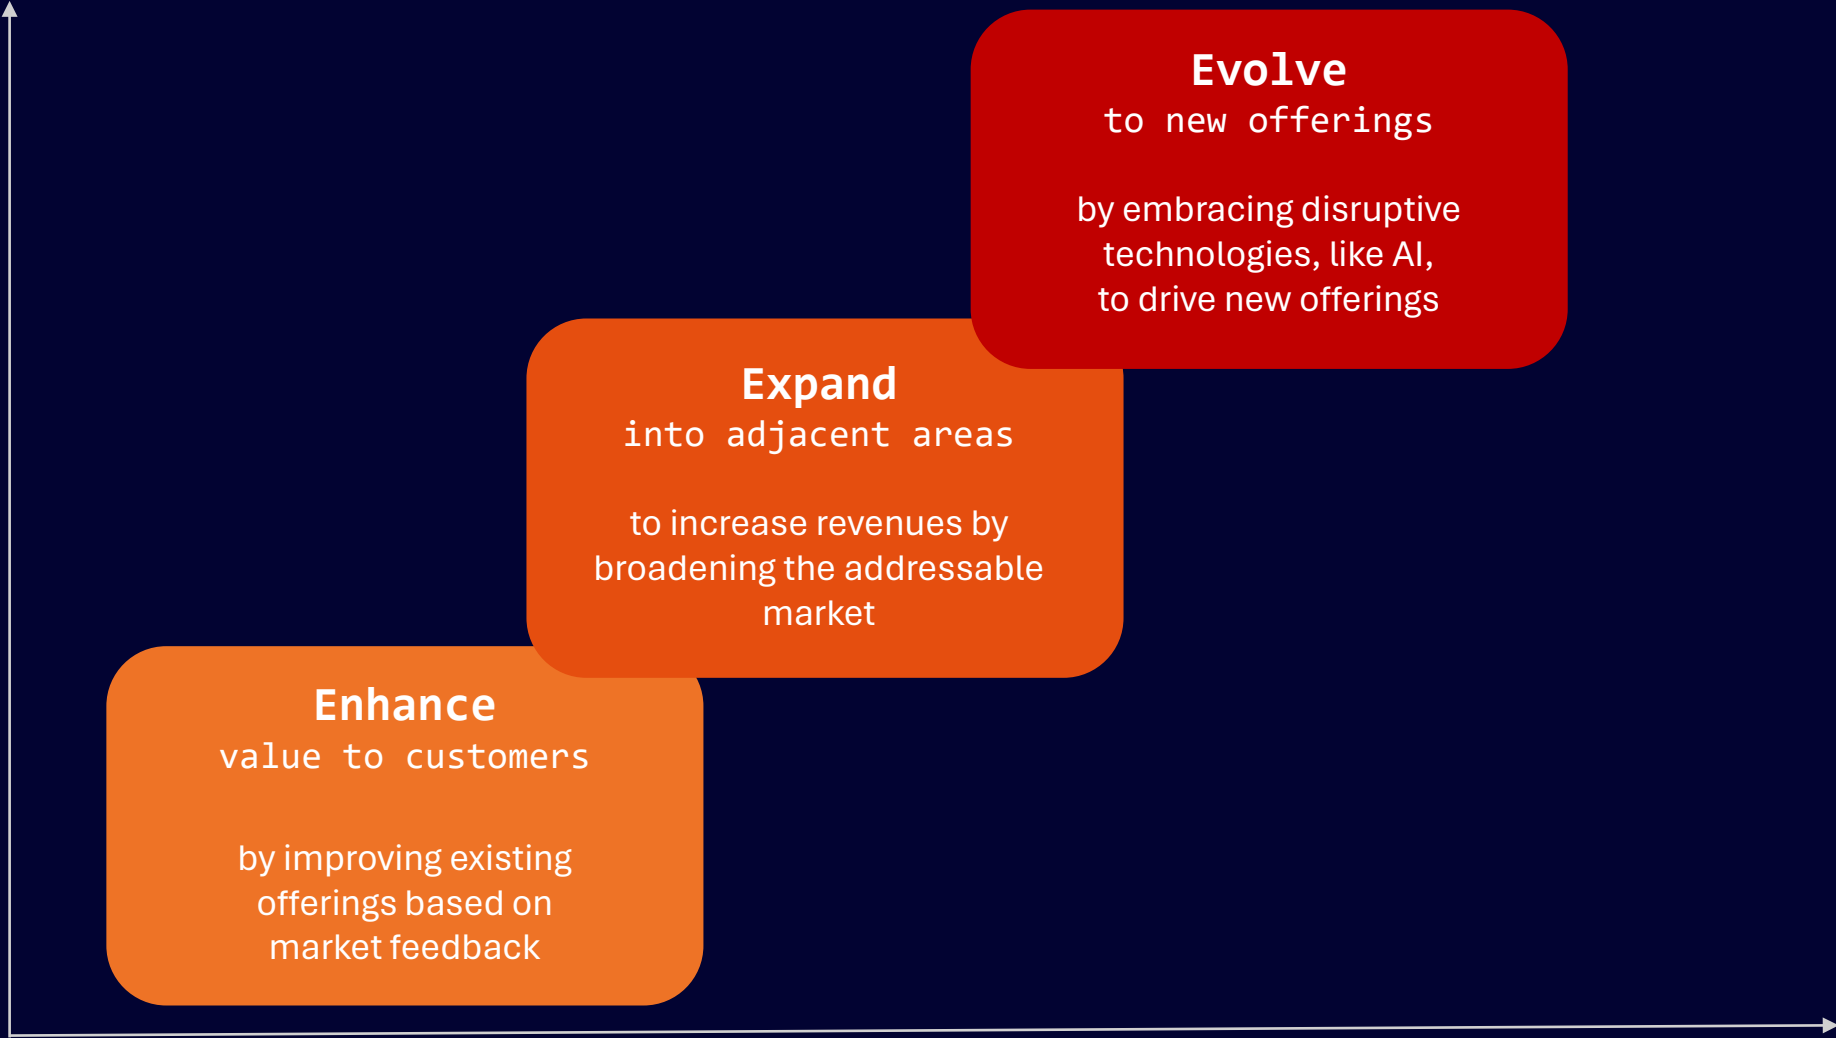 Evolve
to new offerings
by embracing disruptive
technologies, like AI,
to drive new offerings
Expand
into adjacent areas
to increase revenues by
broadening the addressable
market
Enhance
value to customers
by improving existing
offerings based on
market feedback